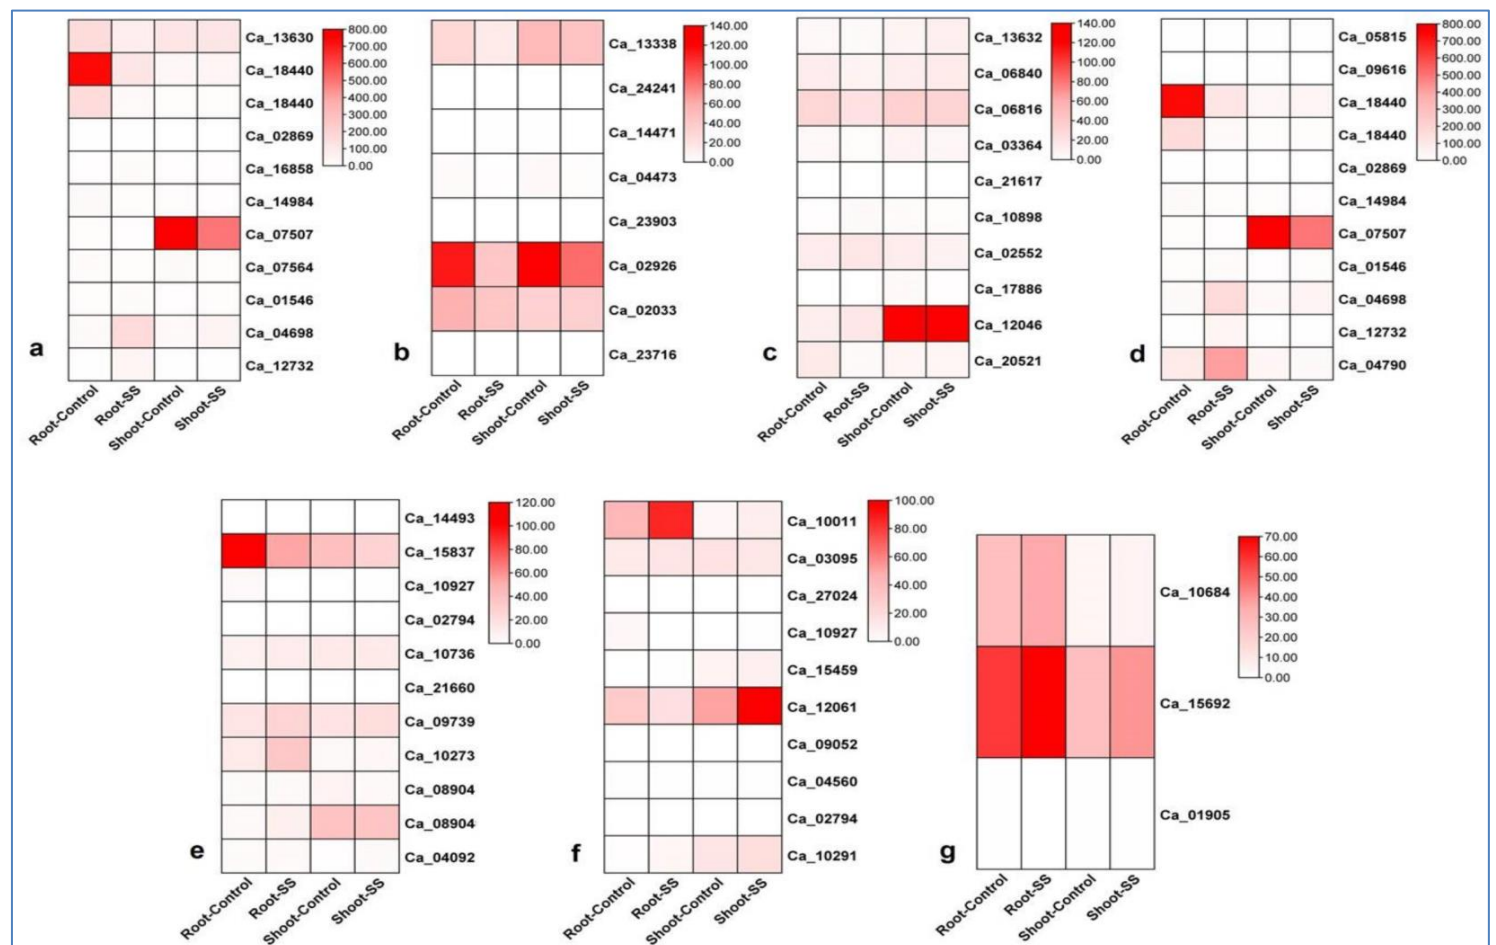 Ca_13630
Ca_18440
Ca_18440
Ca_02869
Ca_16858
Ca_14984
Ca_07507
Ca_07564
Ca_01546
Ca_04698
Ca_12732
800.00
700.00
600.00
500.00
400.00
300.00
200.00
100.00
0.00
a
Root-Control
Root-SS
Shoot-Control
Shoot-SS
Ca_13338
Ca_24241
Ca_14471
Ca_04473
Ca_23903
Ca_02926
Ca_02033
Ca_23716
140.00
120.00
100.00
80.00
60.00
40.00
20.00
0.00
b
Root-Control
Root-SS
Shoot-Control
Shoot-SS
Ca_13632
Ca_06840
Ca_06816
Ca_03364
Ca_21617
Ca_10898
Ca_02552
Ca_17886
Ca_12046
Ca_20521
140.00
120.00
100.00
80.00
60.00
40.00
20.00
0.00
c
Root-Control
Root-SS
Shoot-Control
Shoot-SS
Ca_05815
Ca_09616
Ca_18440
Ca_18440
Ca_02869
Ca_14984
Ca_07507
Ca_01546
Ca_04698
Ca_12732
Ca_04790
800.00
700.00
600.00
500.00
400.00
300.00
200.00
100.00
0.00
d
Root-Control
Root-SS
Shoot-Control
Shoot-SS
Ca_14493
Ca_15837
Ca_10927
Ca_02794
Ca_10736
Ca_21660
Ca_09739
Ca_10273
Ca_08904
Ca_08904
Ca_04092
120.00
100.00
80.00
60.00
40.00
20.00
0.00
e
Root-Control
Root-SS
Shoot-Control
Shoot-SS
Ca_10011
Ca_03095
Ca_27024
Ca_10927
Ca_15459
Ca_12061
Ca_09052
Ca_04560
Ca_02794
Ca_10291
100.00
80.00
60.00
40.00
20.00
0.00
f
Root-Control
Root-SS
Shoot-Control
Shoot-SS
Ca_10684
Ca_15692
Ca_01905
70.00
60.00
50.00
40.00
30.00
20.00
10.00
0.00
g
Root-Control
Root-SS
Shoot-Control
Shoot-SS